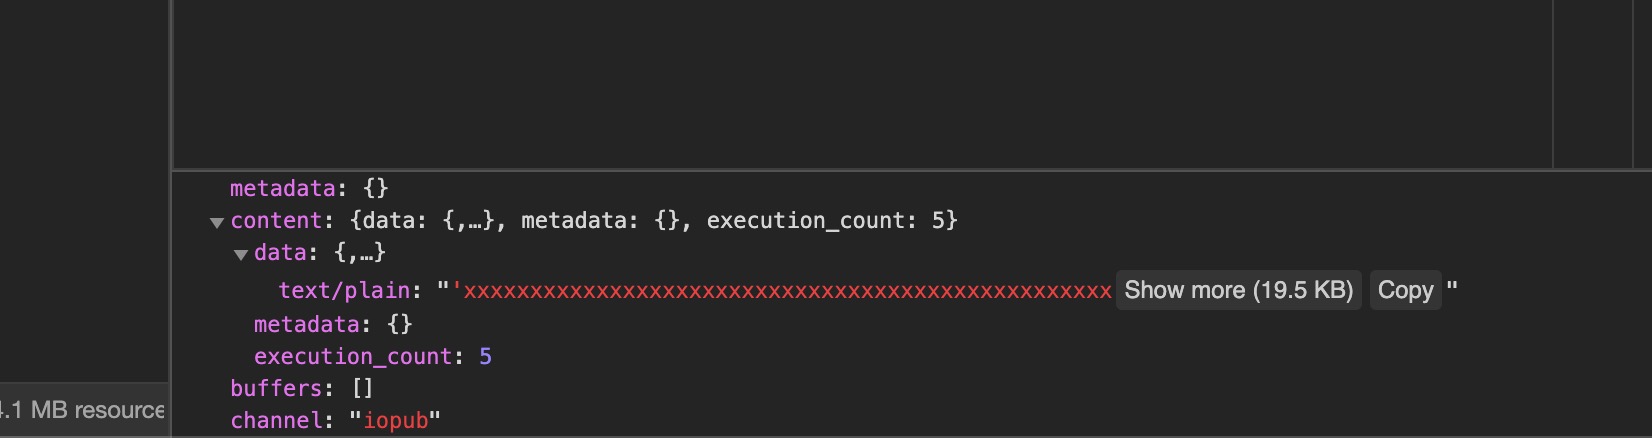 metadata: {}
content: {data: {,…}, metadata: {}, execution_count: 5}
data: {,…}
text/plain: "'xxxxxxxxxxxxxxxxxxxxxxxxxxxxxxxxxxxxxxxxxxxxxxxxx Show more (19.5 KB) Copy "
metadata: {}
execution_count: 5
buffers: []
.1 MB resource
channel: "iopub"